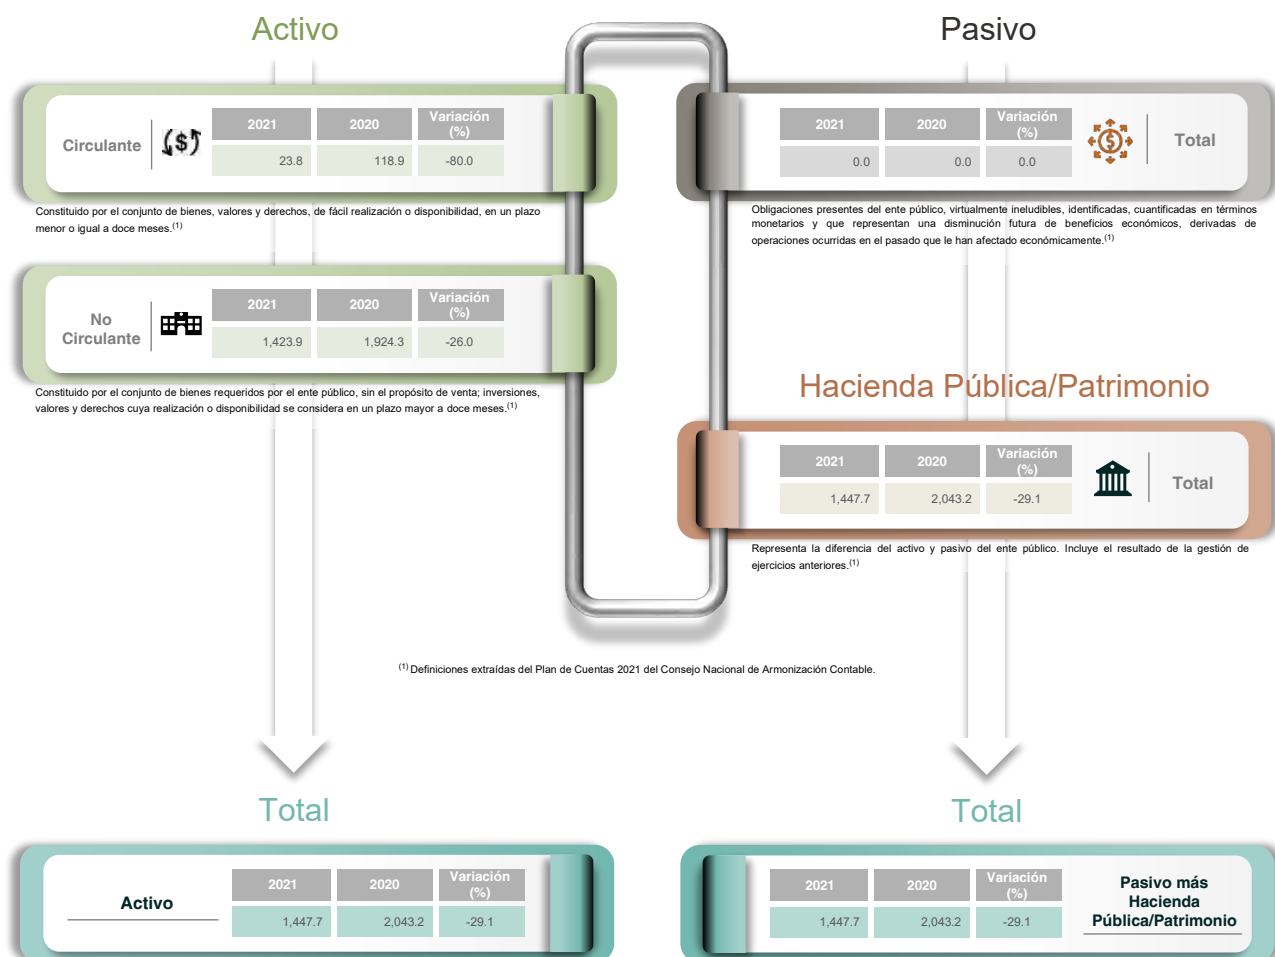 Activo
Circulante
2021 2020 Variación (%)
23.8 118.9 -80.0
Constituido por el conjunto de bienes, valores y derechos, de fácil realización o disponibilidad, en un plazo
menor o igual a doce meses.(1)
No
Circulante
2021 2020 Variación (%)
1,423.9 1,924.3 -26.0
Constituido por el conjunto de bienes requeridos por el ente público, sin el propósito de venta; inversiones,
valores y derechos cuya realización o disponibilidad se considera en un plazo mayor a doce meses.(1)
Pasivo
2021 2020 Variación (%)
0.0 0.0 0.0
Total
Obligaciones presentes del ente público, virtualmente ineludibles, identificadas, cuantificadas en términos
monetarios y que representan una disminución futura de beneficios económicos, derivadas de
operaciones ocurridas en el pasado que le han afectado económicamente.(1)
Hacienda Pública/Patrimonio
2021 2020 Variación (%)
1,447.7 2,043.2 -29.1
Total
Representa la diferencia del activo y pasivo del ente público. Incluye el resultado de la gestión de
ejercicios anteriores.(1)
(1) Definiciones extraídas del Plan de Cuentas 2021 del Consejo Nacional de Armonización Contable.
Total
Activo
2021 2020 Variación (%)
1,447.7 2,043.2 -29.1
Total
2021 2020 Variación (%)
1,447.7 2,043.2 -29.1
Pasivo más
Hacienda
Pública/Patrimonio